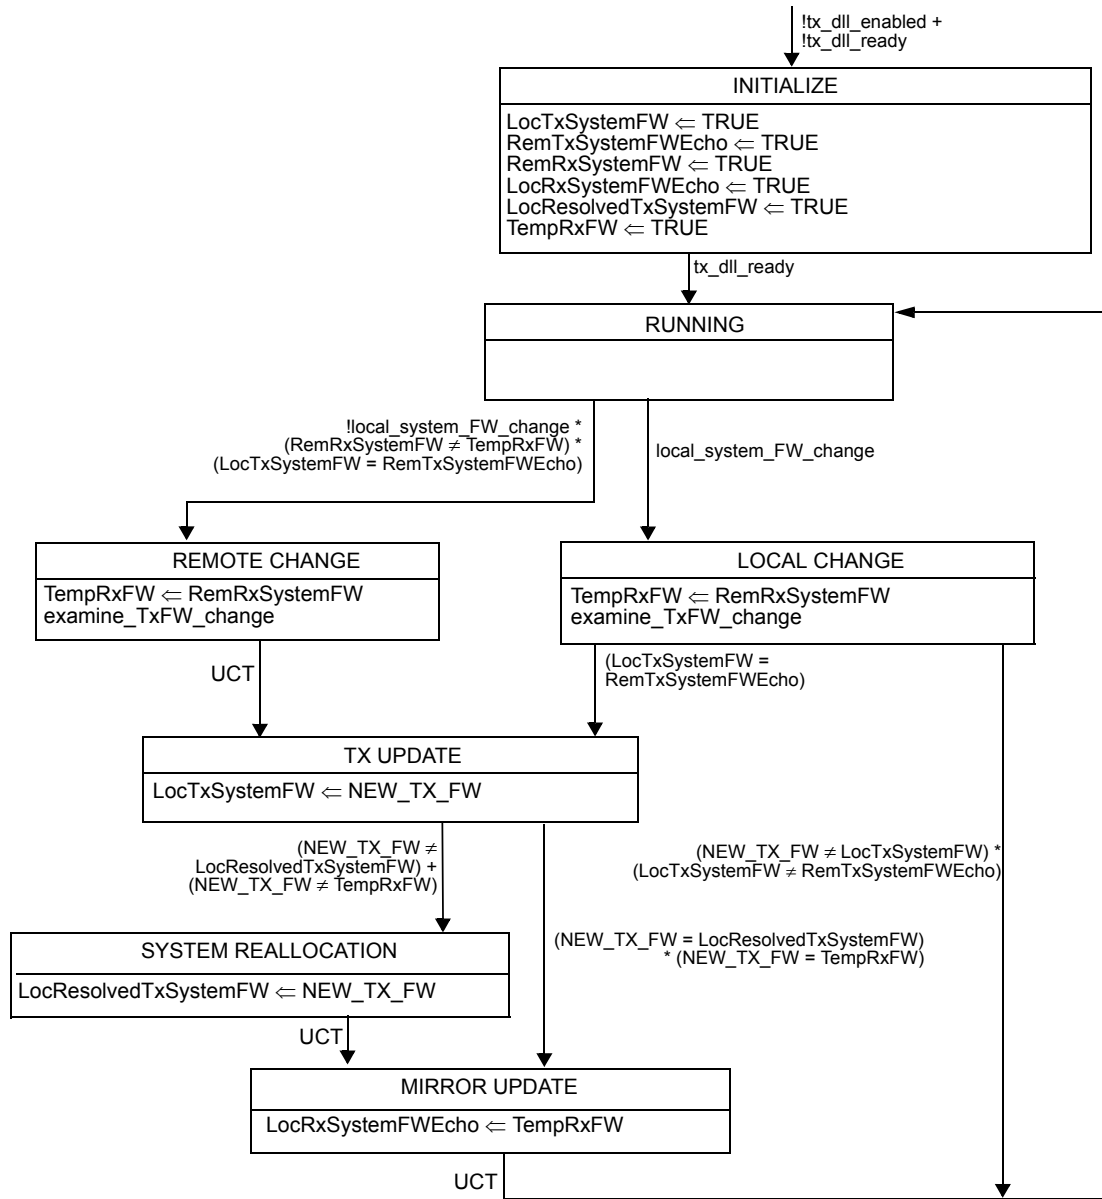 !tx_dll_enabled +
!tx_dll_ready
INITIALIZE
LocTxSystemFW ⇐ TRUE
RemTxSystemFWEcho ⇐ TRUE
RemRxSystemFW ⇐ TRUE
LocRxSystemFWEcho ⇐ TRUE
LocResolvedTxSystemFW ⇐ TRUE
TempRxFW ⇐ TRUE
tx_dll_ready
RUNNING
!local_system_FW_change *
(RemRxSystemFW ≠ TempRxFW) *
(LocTxSystemFW = RemTxSystemFWEcho)
local_system_FW_change
REMOTE CHANGE
TempRxFW ⇐ RemRxSystemFW
examine_TxFW_change
LOCAL CHANGE
TempRxFW ⇐ RemRxSystemFW
examine_TxFW_change
UCT
(LocTxSystemFW =
RemTxSystemFWEcho)
TX UPDATE
LocTxSystemFW ⇐ NEW_TX_FW
(NEW_TX_FW ≠
LocResolvedTxSystemFW) +
(NEW_TX_FW ≠ TempRxFW)
(NEW_TX_FW ≠ LocTxSystemFW) *
(LocTxSystemFW ≠ RemTxSystemFWEcho)
SYSTEM REALLOCATION
LocResolvedTxSystemFW ⇐ NEW_TX_FW
(NEW_TX_FW = LocResolvedTxSystemFW)
* (NEW_TX_FW = TempRxFW)
UCT
MIRROR UPDATE
LocRxSystemFWEcho ⇐ TempRxFW
UCT